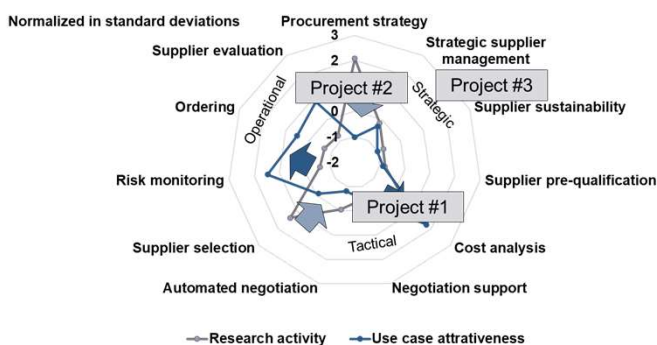 Normalized in standard deviations
Procurement strategy
3
2
0
-1
-2
Strategic supplier
management
Supplier sustainability
Supplier pre-qualification
Cost analysis
Negotiation support
Automated negotiation
Supplier selection
Risk monitoring
Ordering
Supplier evaluation
Operational
Strategic
Tactical
Project #2
Project #3
Project #1
Research activity
Use case attrativeness